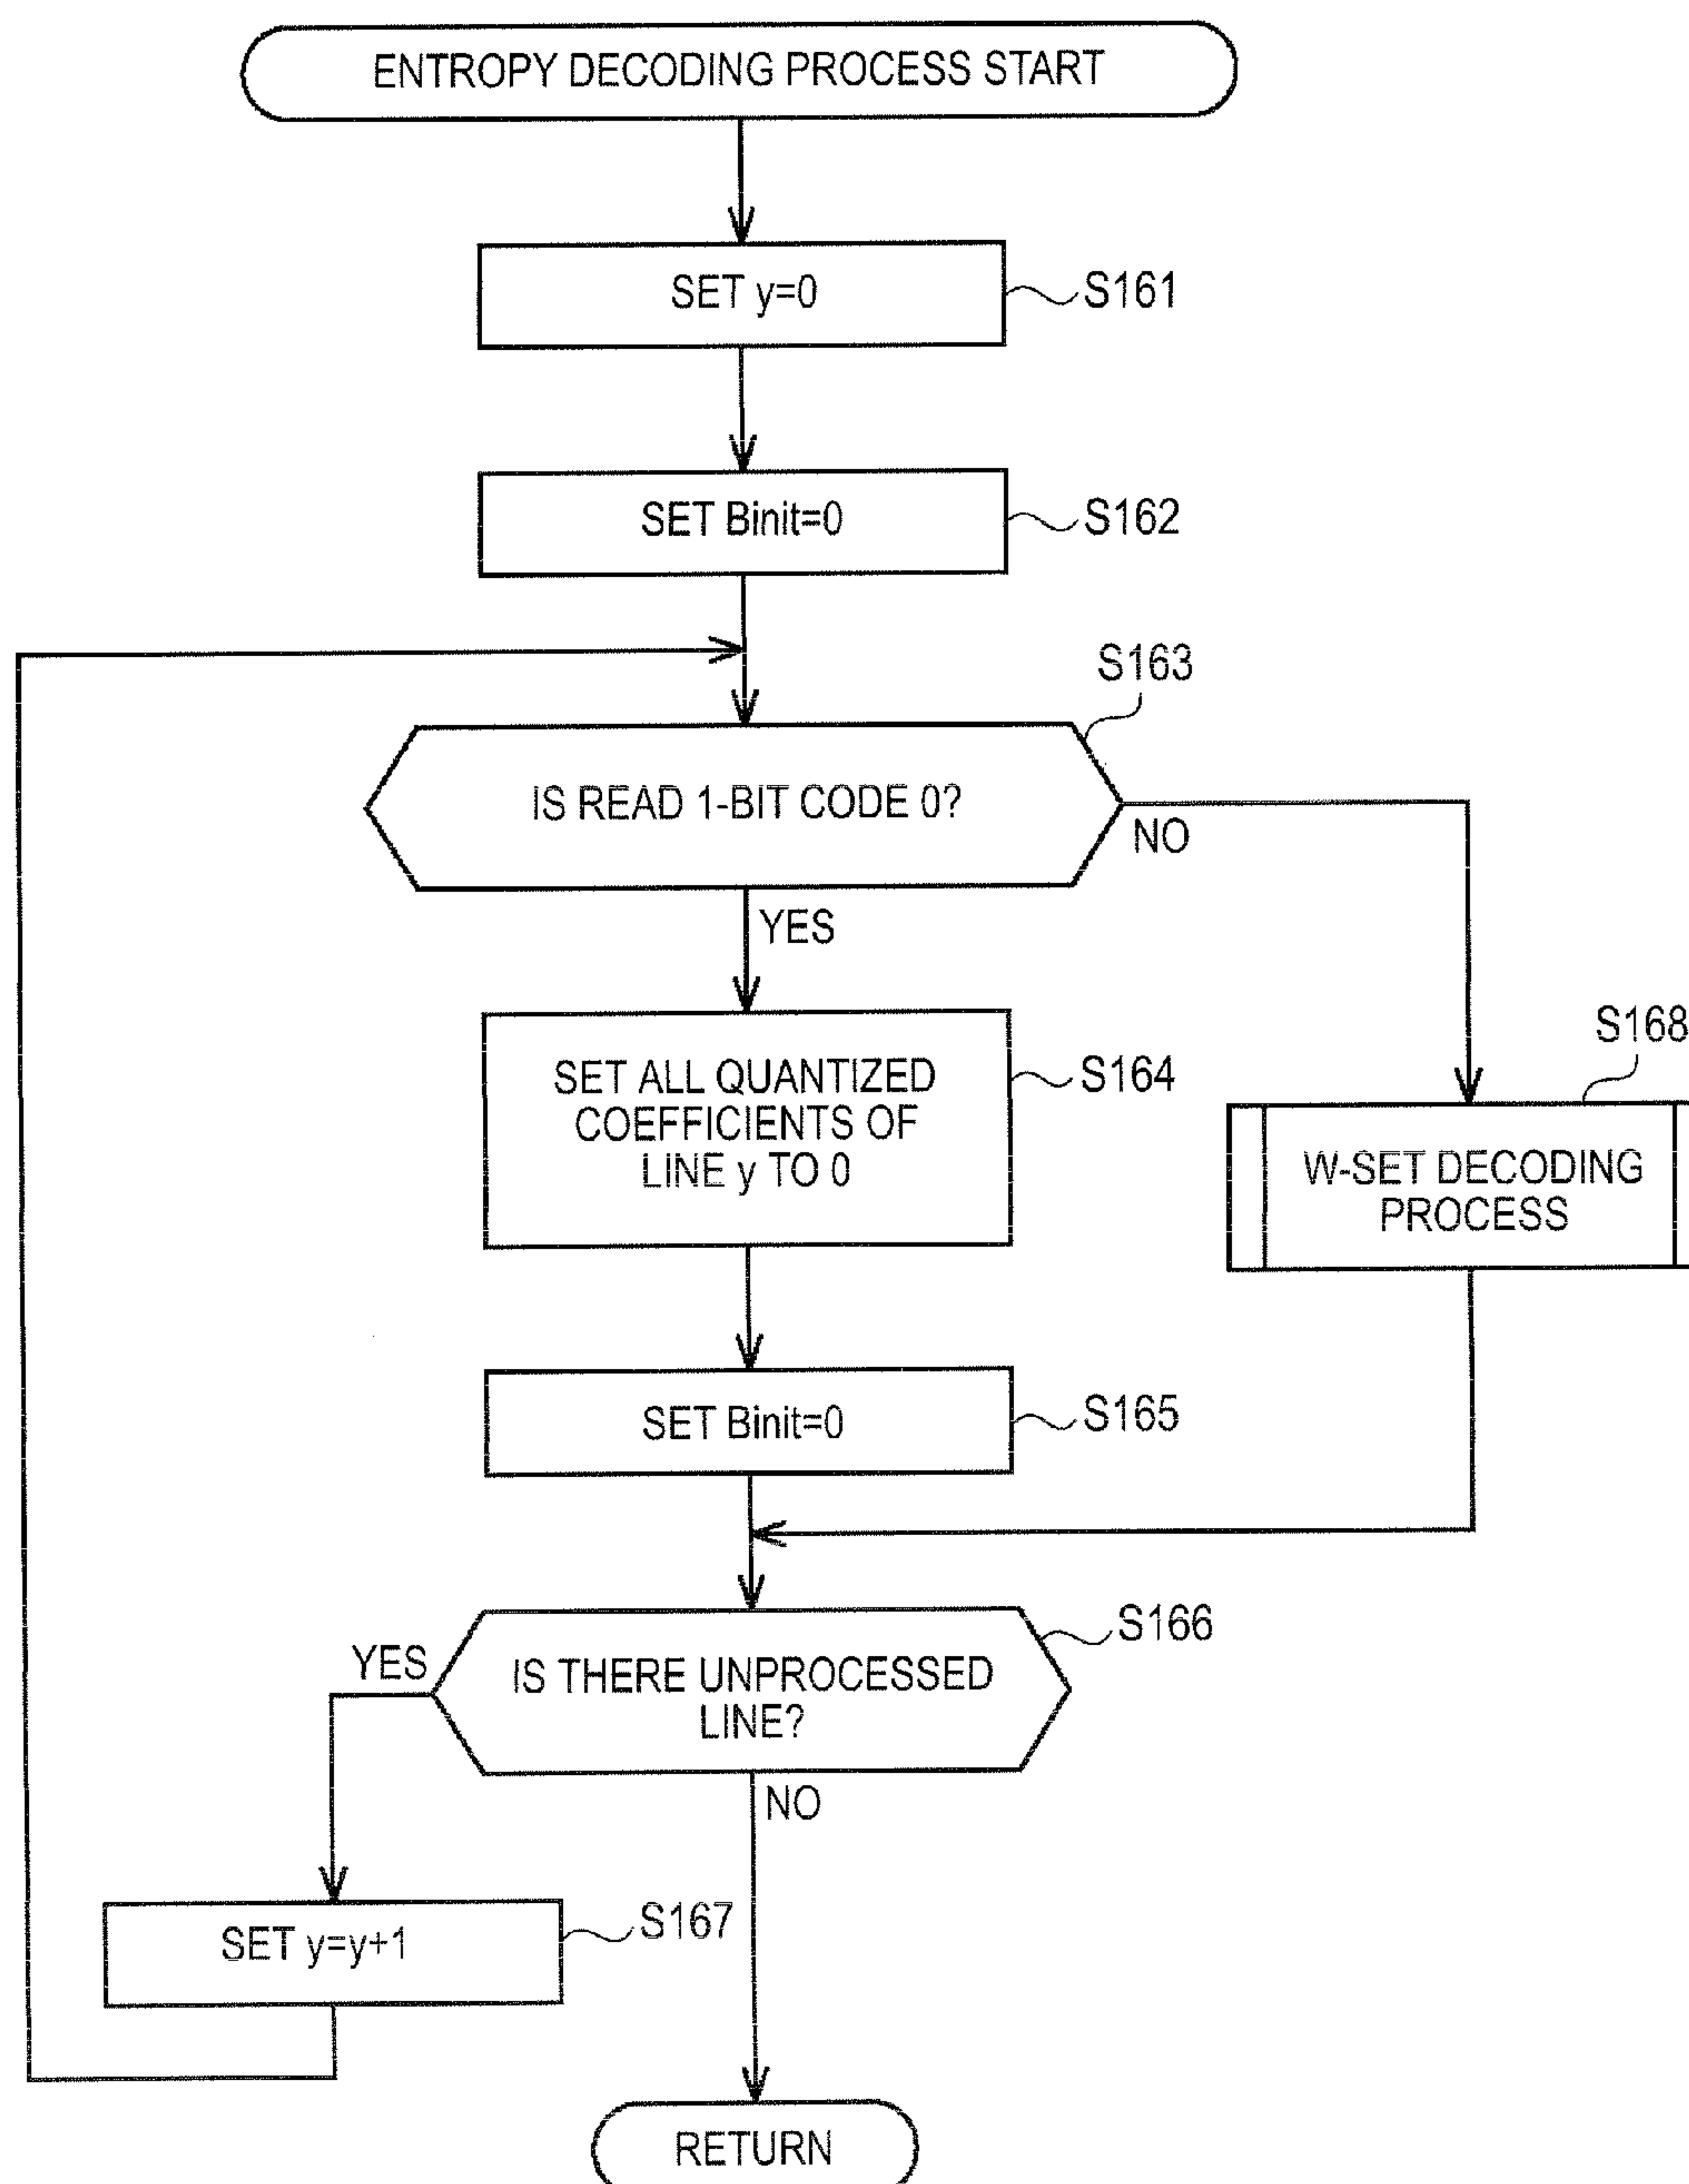 ENTROPY DECODING PROCESS START
SET y=0
S161
SET Binit=0
S162
S163
IS READ 1-BIT CODE 0?
NO
YES
SET ALL QUANTIZED
COEFFICIENTS OF
LINE y TO 0
S164
S168
W-SET DECODING
PROCESS
SET Binit=0
S165
S166
YES
IS THERE UNPROCESSED
LINE?
NO
SET y=y+1
S167
RETURN